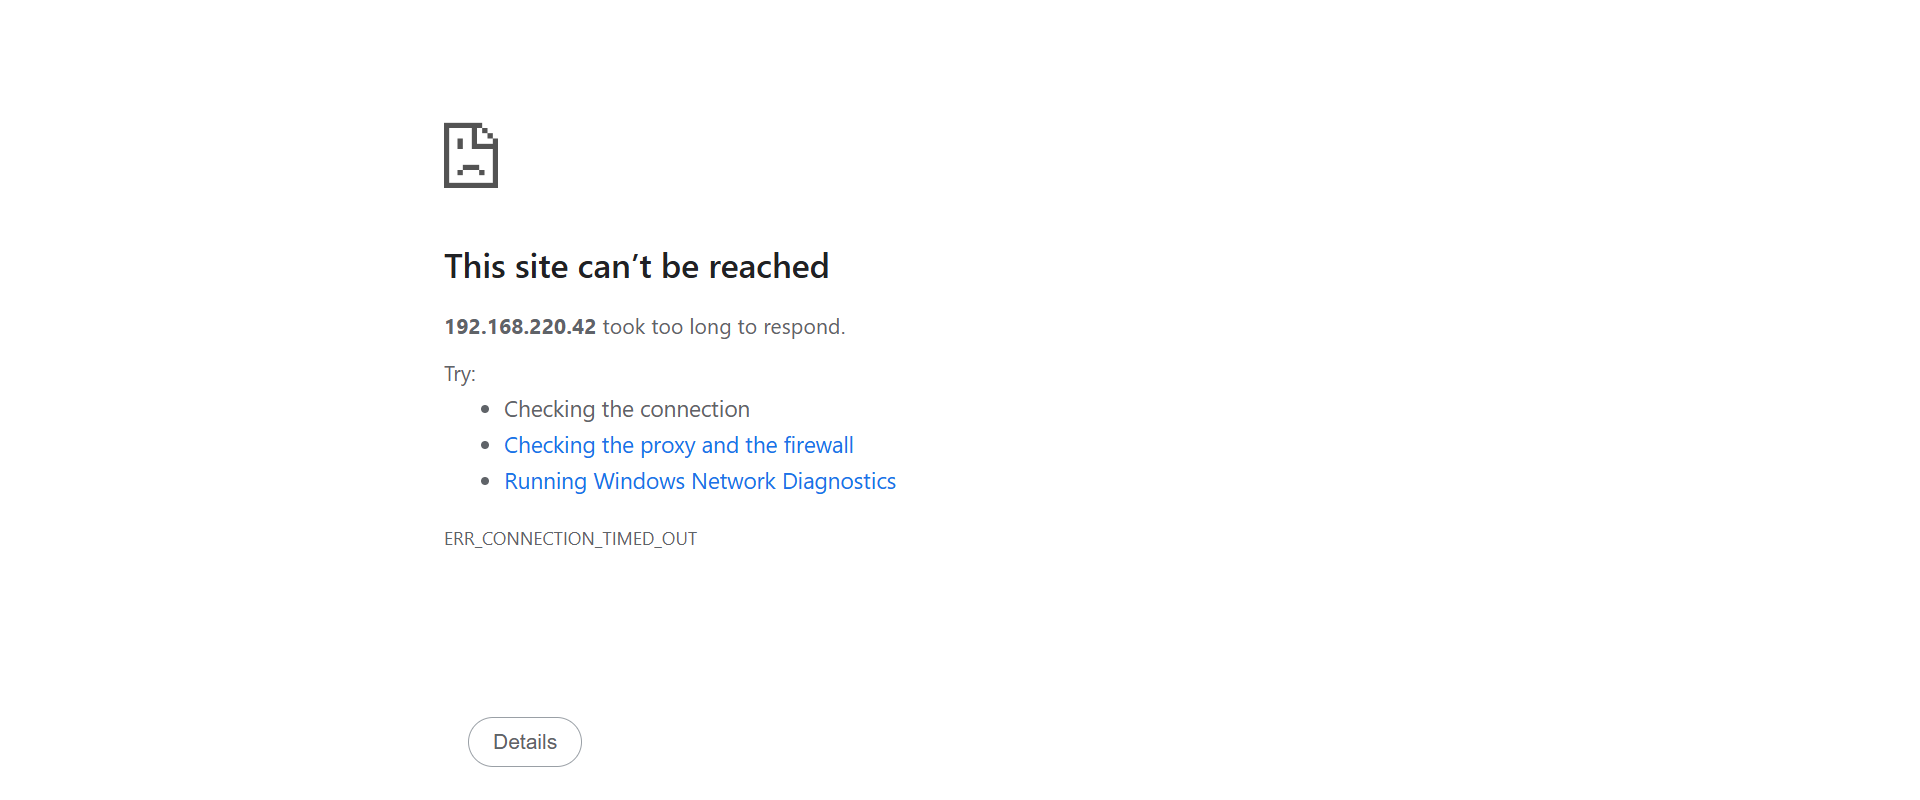 This site can’t be reached
192.168.220.42 took too long to respond.
Try:
Checking the connection
Checking the proxy and the firewall
Running Windows Network Diagnostics
ERR_CONNECTION_TIMED_OUT
Details